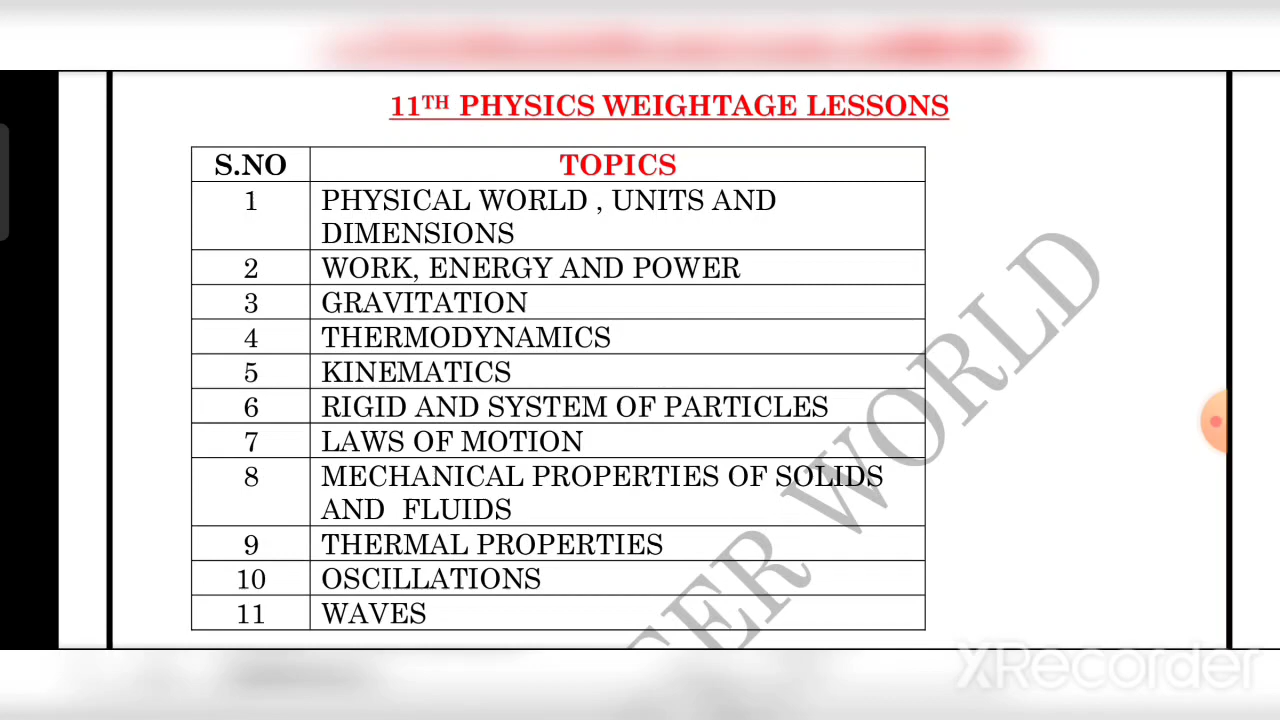 11TH PHYSICS WEIGHTAGE LESSONS
S.NO TOPICS
1 PHYSICAL WORLD , UNITS AND
DIMENSIONS
2 WORK, ENERGY AND POWER
3 GRAVITATION
4 THERMODYNAMICS
5 KINEMATICS
6 RIGID AND SYSTEM OF PARTICLES
7 LAWS OF MOTION
8 MECHANICAL PROPERTIES OF SOLIDS
AND FLUIDS
9 THERMAL PROPERTIES
10 OSCILLATIONS
11 WAVES
WORLD
XRecorder